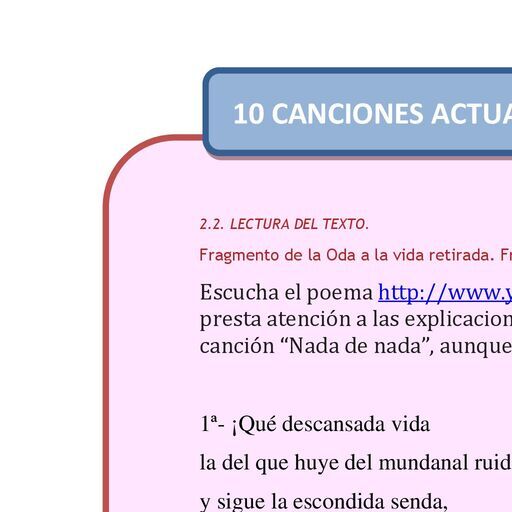 10 CANCIONES ACTUA
2.2. LECTURA DEL TEXTO.
Fragmento de la Oda a la vida retirada. Fr
Escucha el poema http://www.y
presta atención a las explicacion
canción “Nada de nada”, aunque
1ª- ¡Qué descansada vida
la del que huye del mundanal ruid
y sigue la escondida senda,